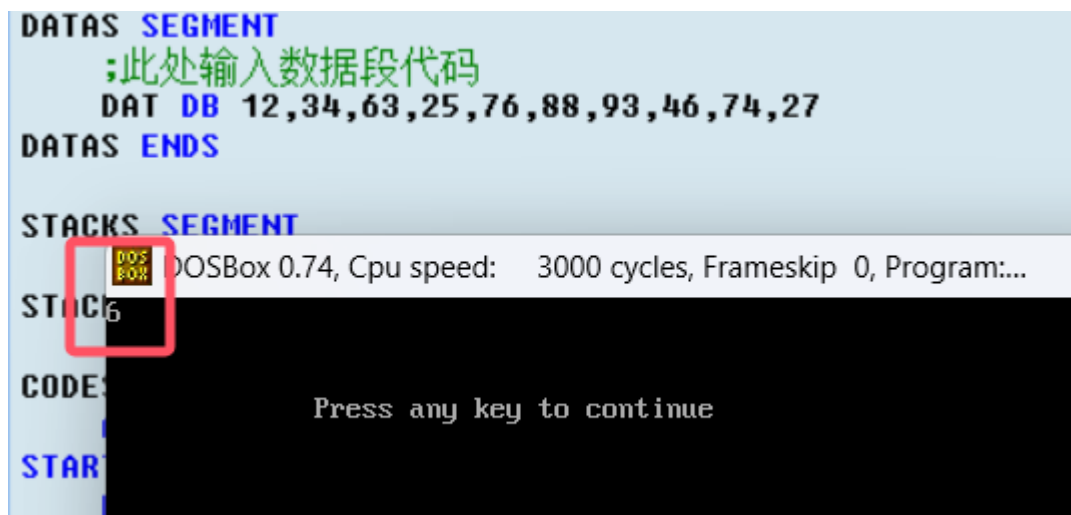 DATAS SEGMENT
;此处输入数据段代码
DAT DB 12,34,63,25,76,88,93,46,74,27
DATAS ENDS
STACKS SEGMENT
DOS BOX DOSBox 0.74, Cpu speed: 3000 cycles, Frameskip 0, Program:...
6
CODES
Press any key to continue
STAR